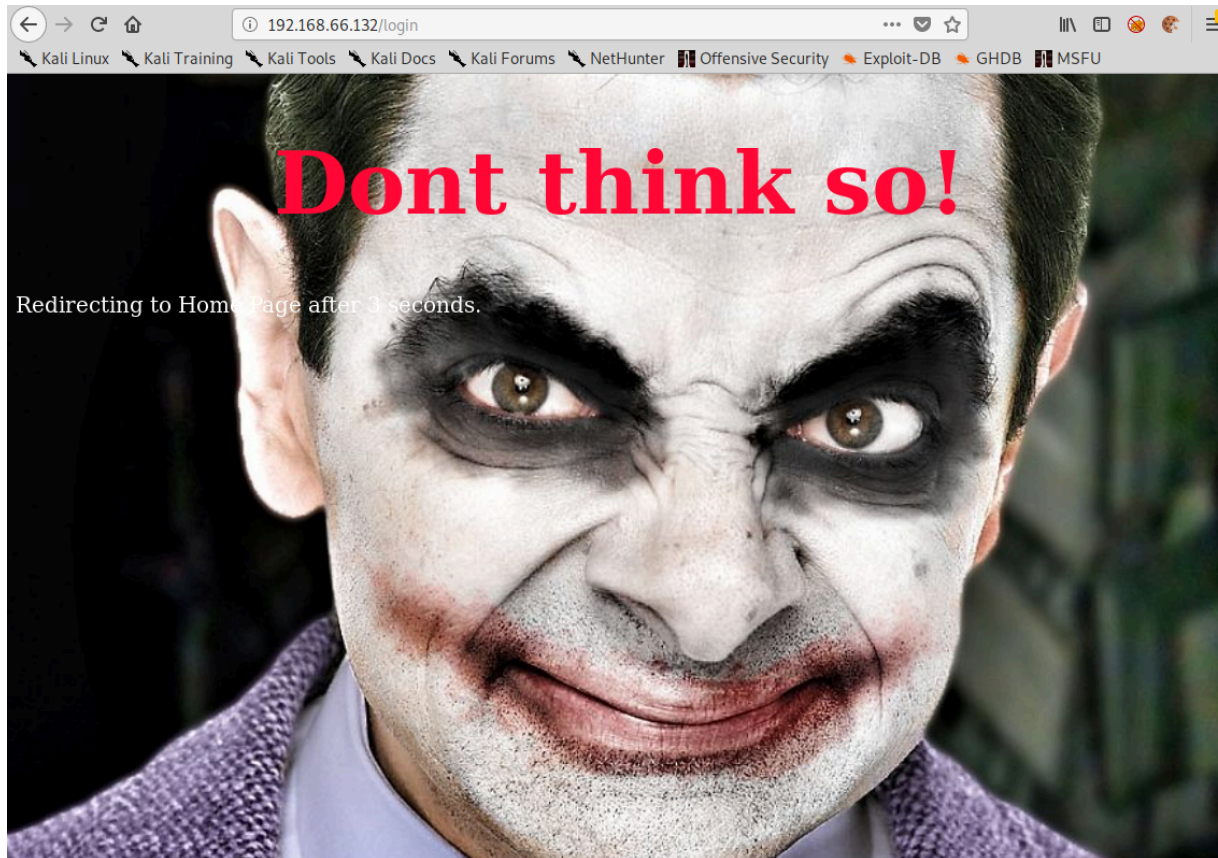 192.168.66.132/login
Kali Linux Kali Training Kali Tools Kali Docs Kali Forums NetHunter Offensive Security Exploit-DB GHDB MSFU
Dont think so!
Redirecting to Home Page after 3 seconds.